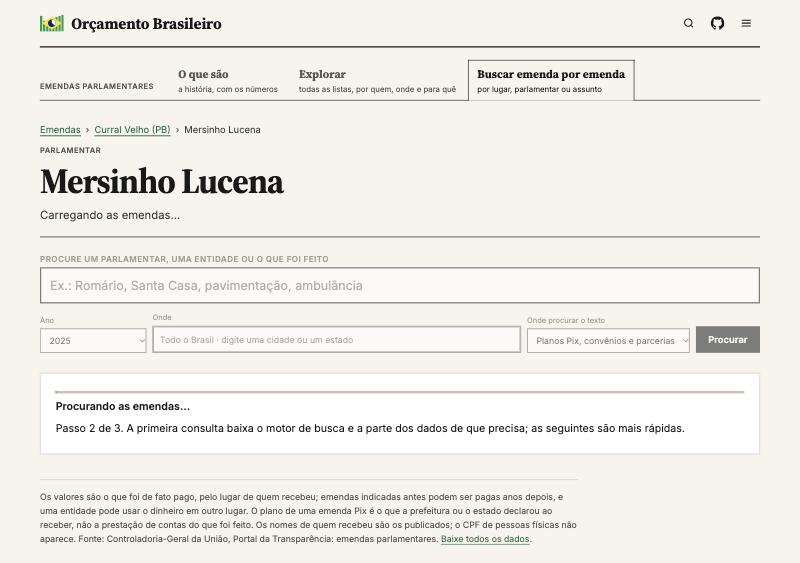 Orçamento Brasileiro
EMENDAS PARLAMENTARES
O que são
a história, com os números
Explorar
todas as listas, por quem, onde e para quê
Buscar emenda por emenda
por lugar, parlamentar ou assunto
Emendas › Curral Velho (PB) › Mersinho Lucena
PARLAMENTAR
Mersinho Lucena
Carregando as emendas...
PROCURE UM PARLAMENTAR, UMA ENTIDADE OU O QUE FOI FEITO
Ex.: Romário, Santa Casa, pavimentação, ambulância
Ano
2025
Onde
Todo o Brasil · digite uma cidade ou um estado
Onde procurar o texto
Planos Pix, convênios e parcerias
Procurar
Procurando as emendas...
Passo 2 de 3. A primeira consulta baixa o motor de busca e a parte dos dados de que precisa; as seguintes são mais rápidas.
Os valores são o que foi de fato pago, pelo lugar de quem recebeu; emendas indicadas antes podem ser pagas anos depois, e
uma entidade pode usar o dinheiro em outro lugar. O plano de uma emenda Pix é o que a prefeitura ou o estado declarou ao
receber, não a prestação de contas do que foi feito. Os nomes de quem recebeu são os publicados; o CPF de pessoas físicas não
aparece. Fonte: Controladoria-Geral da União, Portal da Transparência: emendas parlamentares. Baixe todos os dados.